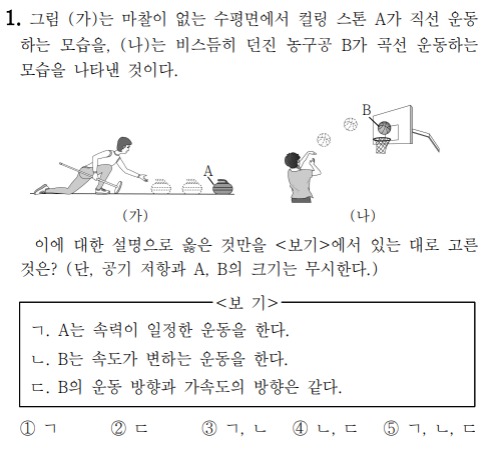 1. 그림 (가)는 마찰이 없는 수평면에서 컬링 스톤 A가 직선 운동
하는 모습을, (나)는 비스듬히 던진 농구공 B가 곡선 운동하는
모습을 나타낸 것이다.
A
B
(가)
(나)
이에 대한 설명으로 옳은 것만을 <보기>에서 있는 대로 고른
것은? (단, 공기 저항과 A, B의 크기는 무시한다.)
<보 기>
ㄱ. A는 속력이 일정한 운동을 한다.
ㄴ. B는 속도가 변하는 운동을 한다.
ㄷ. B의 운동 방향과 가속도의 방향은 같다.
① ㄱ ② ㄷ ③ ㄱ, ㄴ ④ ㄴ, ㄷ ⑤ ㄱ, ㄴ, ㄷ